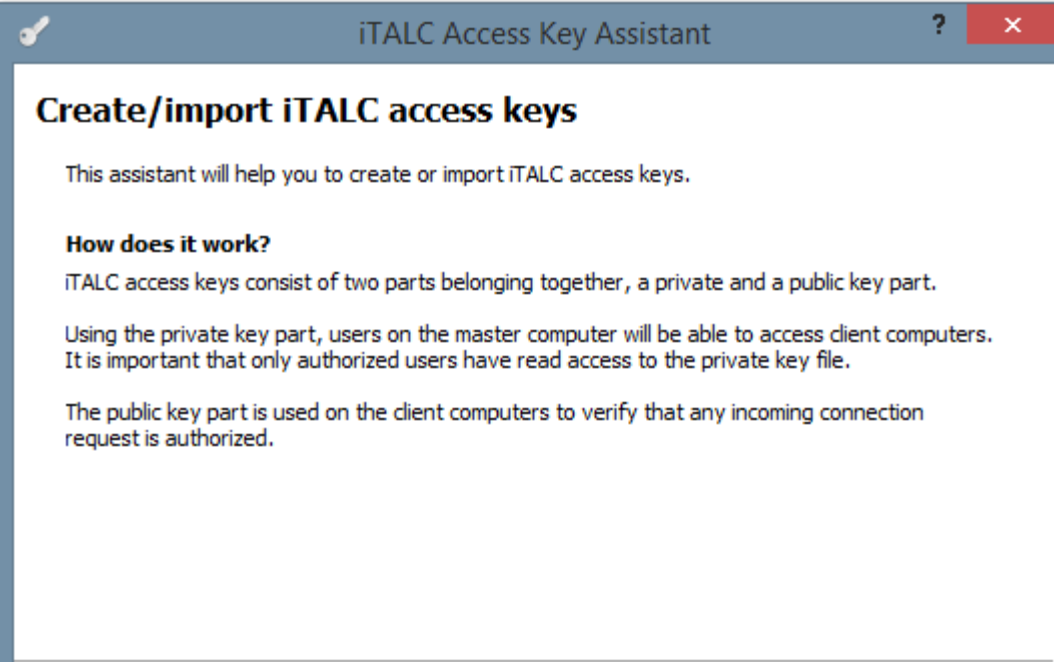 iTALC Access Key Assistant
?
Create/import iTALC access keys
This assistant will help you to create or import iTALC access keys.
How does it work?
iTALC access keys consist of two parts belonging together, a private and a public key part.
Using the private key part, users on the master computer will be able to access client computers.
It is important that only authorized users have read access to the private key file.
The public key part is used on the client computers to verify that any incoming connection
request is authorized.